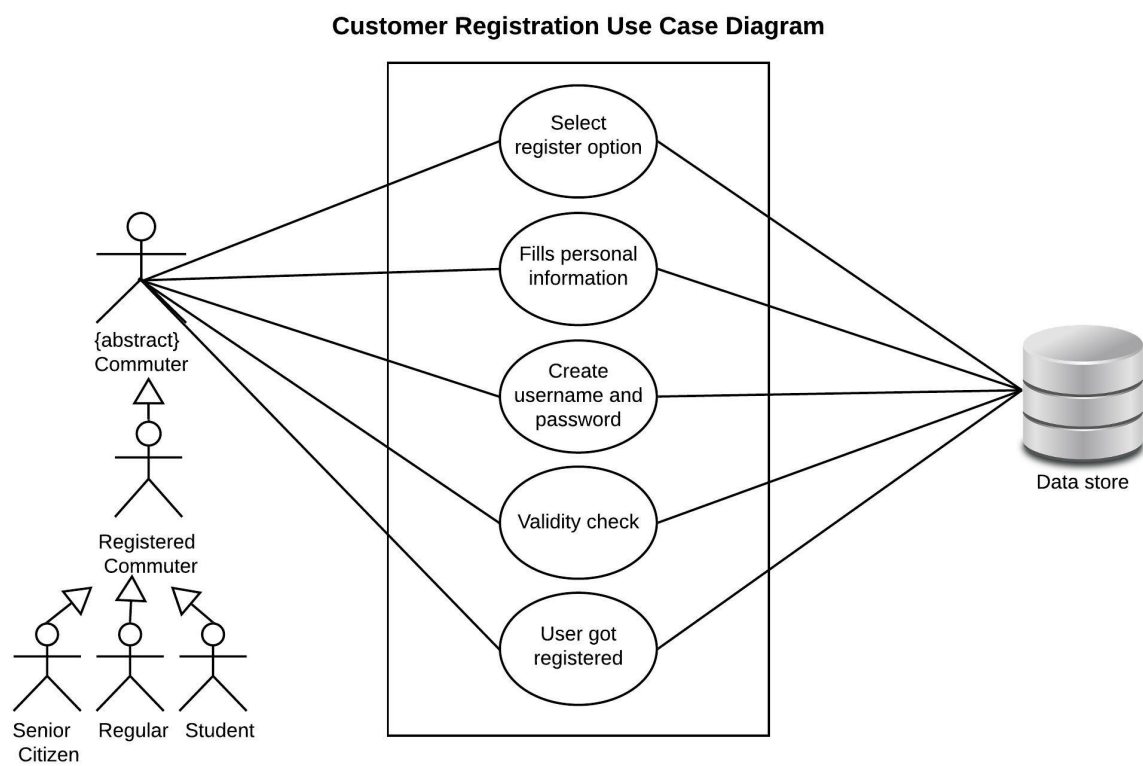 Customer Registration Use Case Diagram
Select
register option
Fills personal
information
Create
username and
password
Validity check
User got
registered
{abstract}
Commuter
Registered
Commuter
Senior
Citizen
Regular
Student
Data store